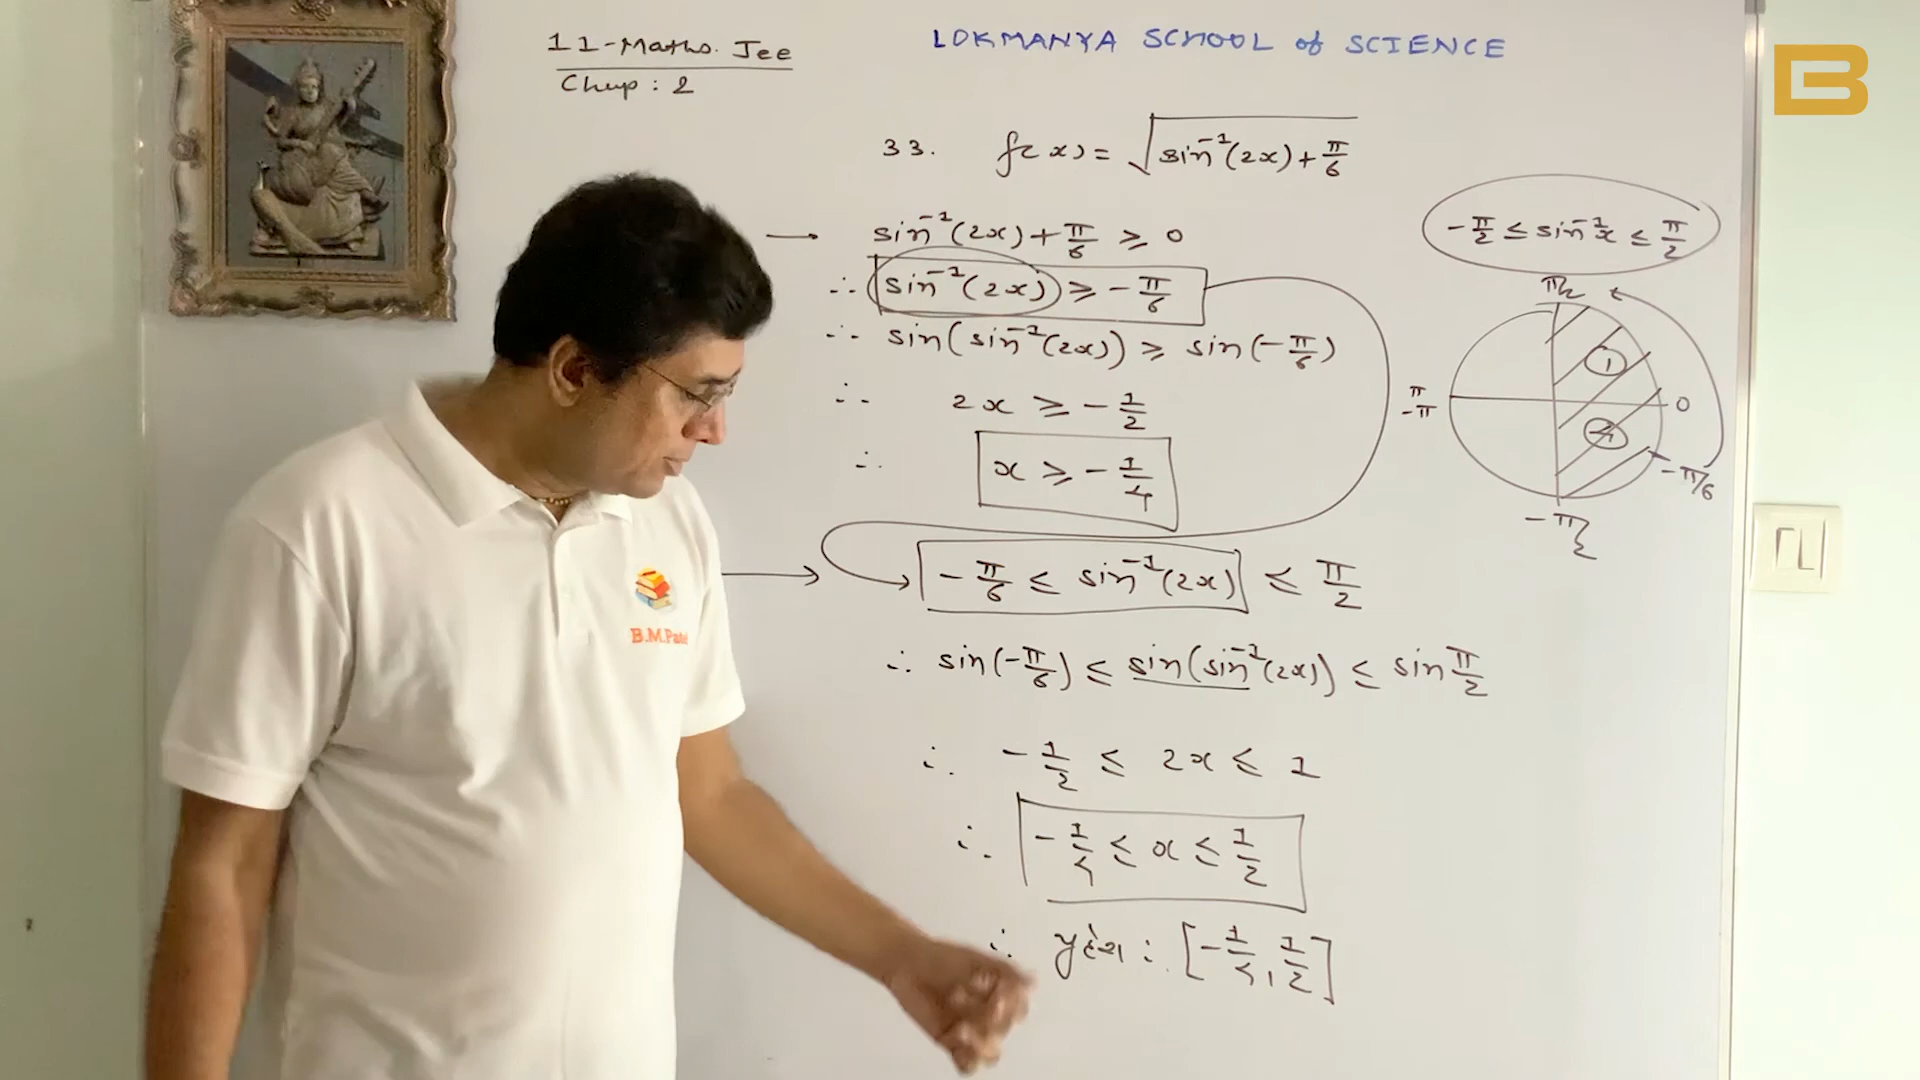 11-Maths. Jee
Chap : 2
LOKMANYA SCHOOL of SCIENCE
B
33. f(x) = √(sin⁻¹(2x) + π/6)
→ sin⁻¹(2x) + π/6 ≥ 0
∴ sin⁻¹(2x) ≥ -π/6
∴ sin(sin⁻¹(2x)) ≥ sin(-π/6)
∴ 2x ≥ -1/2
∴ x ≥ -1/4
-π/2 ≤ sin⁻¹x ≤ π/2
π/2
1
π
-π
0
4
-π/6
-π/2
→ -π/6 ≤ sin⁻¹(2x) ≤ π/2
∴ sin(-π/6) ≤ sin(sin⁻¹(2x)) ≤ sin π/2
∴ -1/2 ≤ 2x ≤ 1
∴ -1/4 ≤ x ≤ 1/2
∴ પ્રદેશ : [-1/4, 1/2]
B.M.Patel